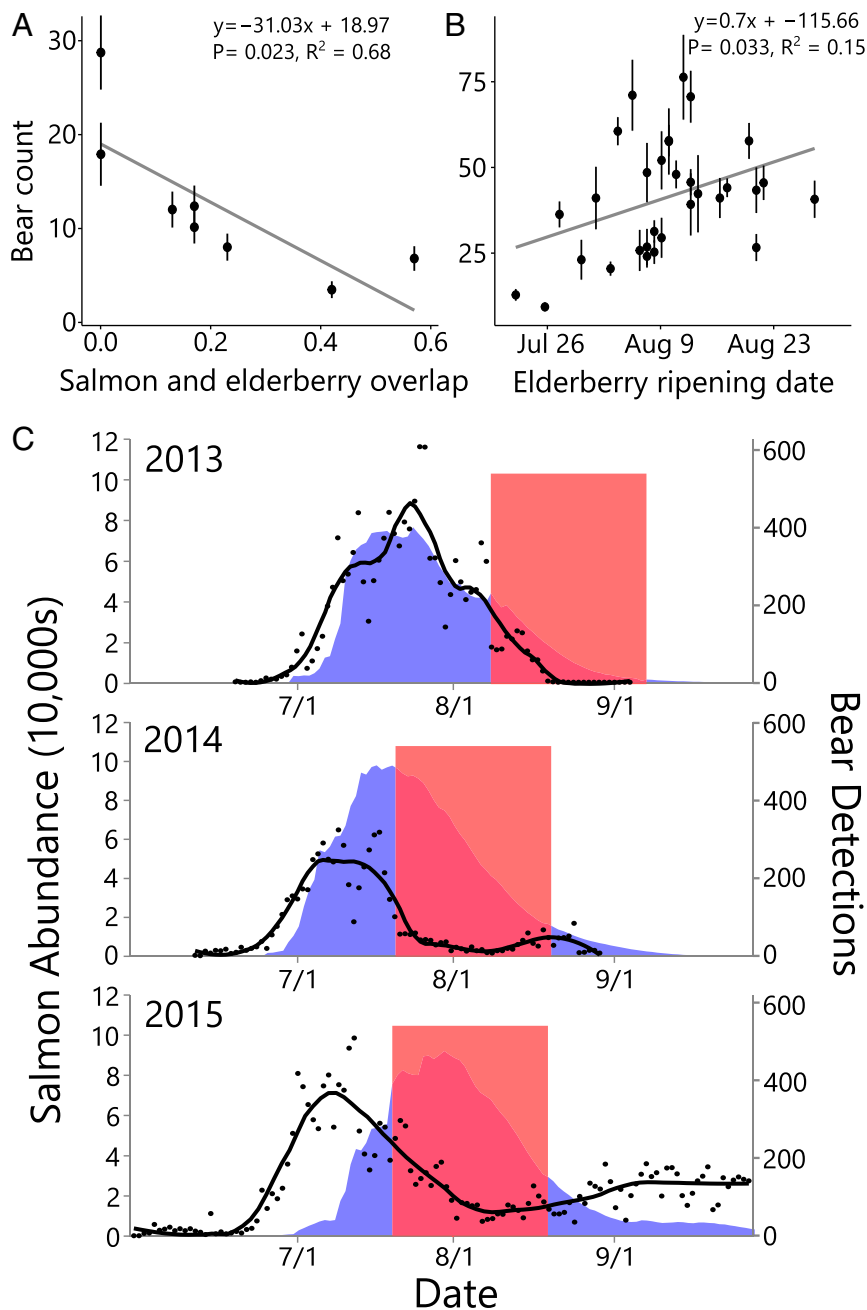 A
y=−31.03x + 18.97
P= 0.023, R² = 0.68
30
20
10
0
Bear count
0.0 0.2 0.4 0.6
Salmon and elderberry overlap
B
y=0.7x + −115.66
P= 0.033, R² = 0.15
75
50
25
Jul 26 Aug 9 Aug 23
Elderberry ripening date
C
2013
12
10
8
6
4
2
0
600
400
200
0
7/1 8/1 9/1
2014
12
10
8
6
4
2
0
600
400
200
0
7/1 8/1 9/1
2015
12
10
8
6
4
2
0
600
400
200
0
7/1 8/1 9/1
Salmon Abundance (10,000s)
Bear Detections
Date